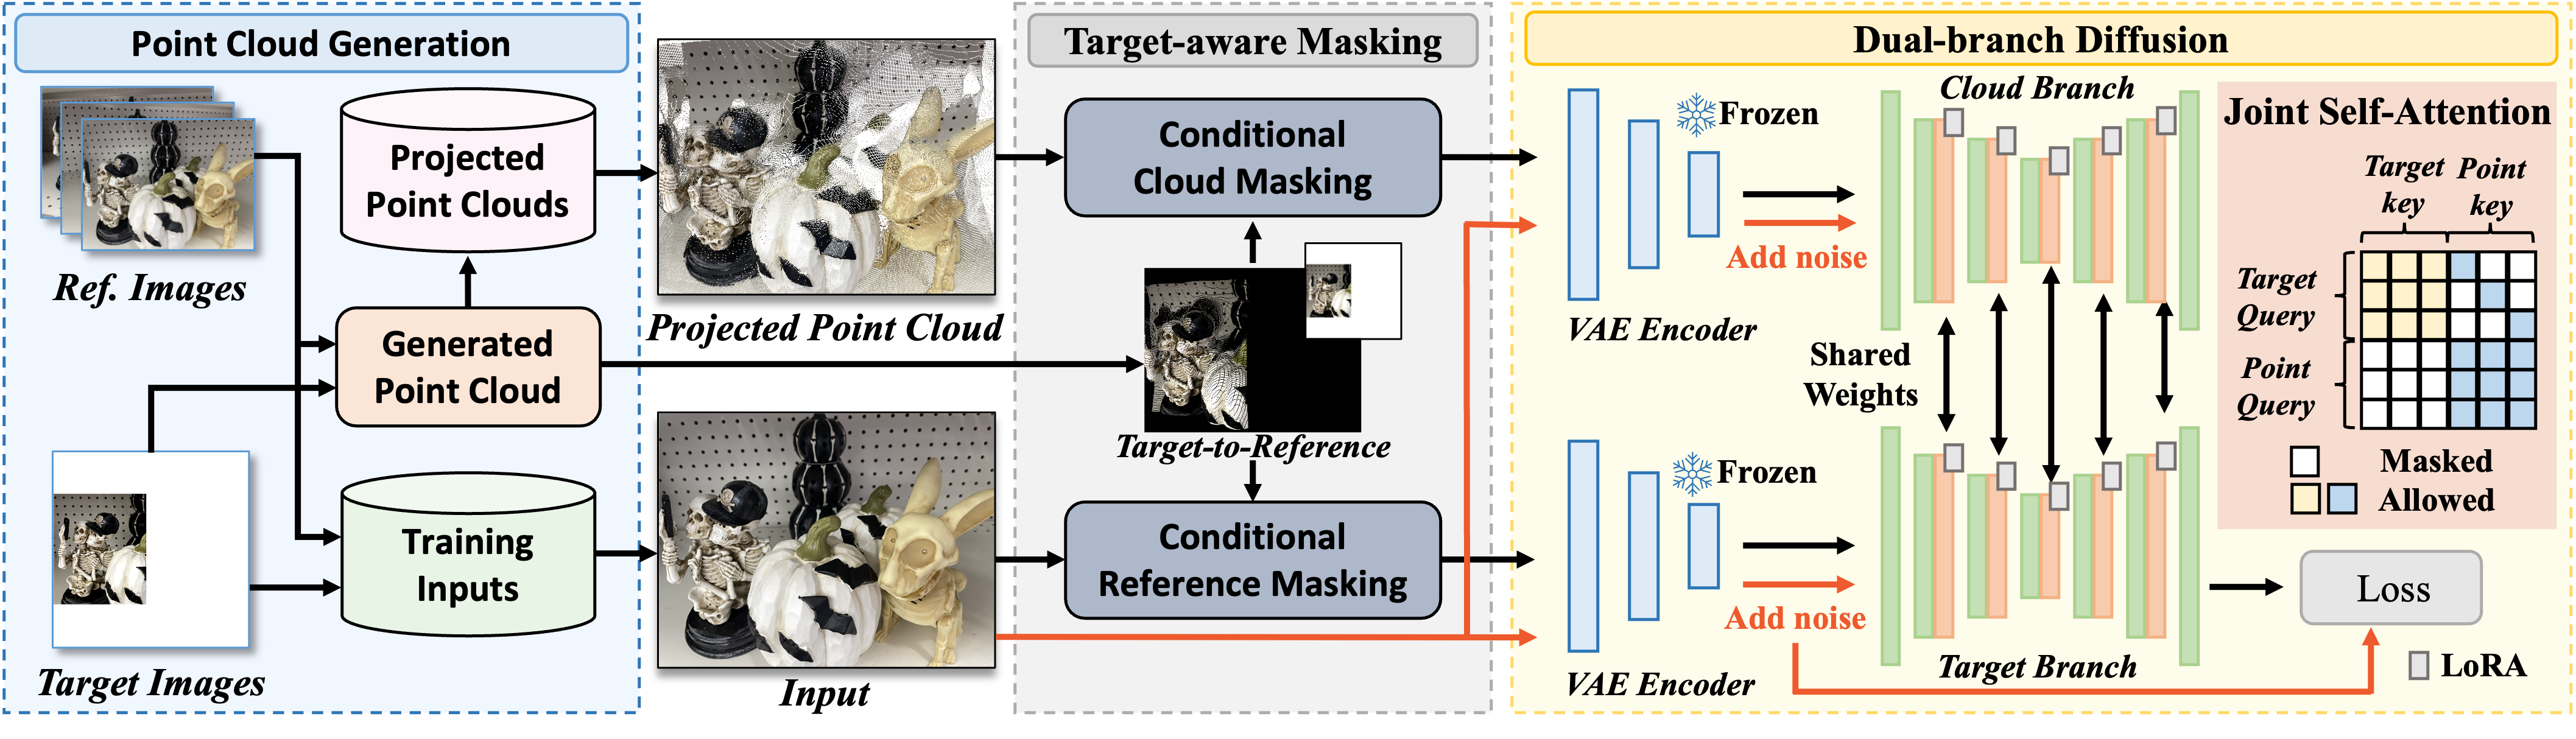 Point Cloud Generation
Ref. Images
Projected
Point Clouds
Generated
Point Cloud
Training
Inputs
Target Images
Projected Point Cloud
Input
Target-aware Masking
Conditional
Cloud Masking
Target-to-Reference
Conditional
Reference Masking
Dual-branch Diffusion
Frozen
Add noise
VAE Encoder
Cloud Branch
Shared
Weights
Frozen
Add noise
VAE Encoder
Target Branch
Joint Self-Attention
Target
key
Point
key
Target
Query
Point
Query
Masked
Allowed
Loss
LoRA